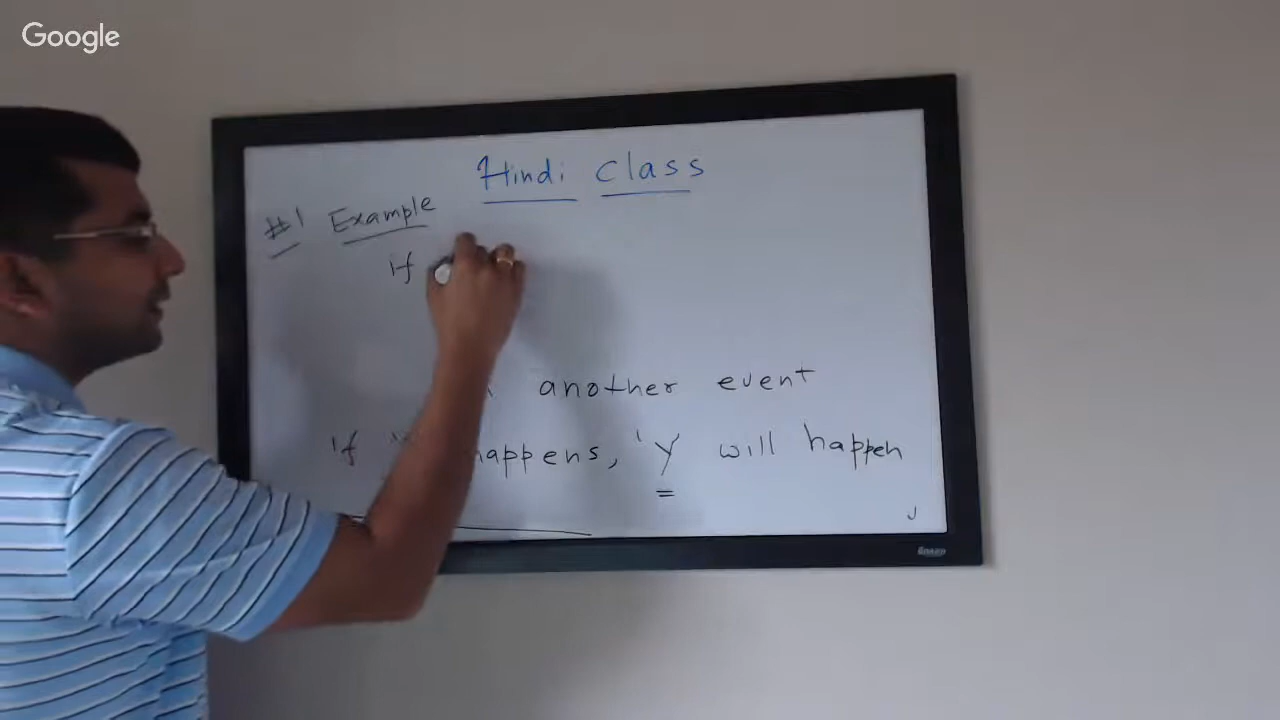 Google
Hindi Class
#1 Example
if
another event
if happens, 'Y' will happen